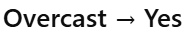 Overcast → Yes